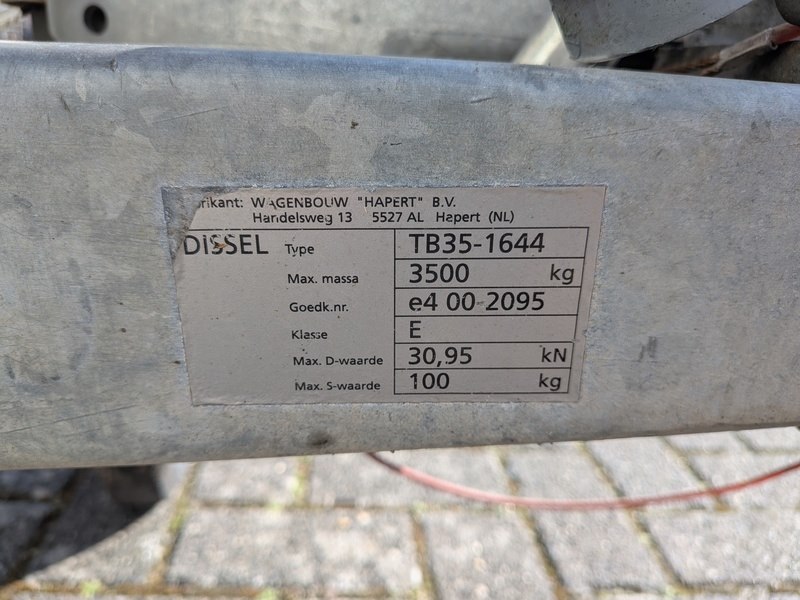 rikant: WAGENBOUW "HAPERT" B.V.
Handelsweg 13 5527 AL Hapert (NL)
DISSEL Type TB35-1644
Max. massa 3500 kg
Goedk.nr. e4 00-2095
Klasse E
Max. D-waarde 30,95 kN
Max. S-waarde 100 kg